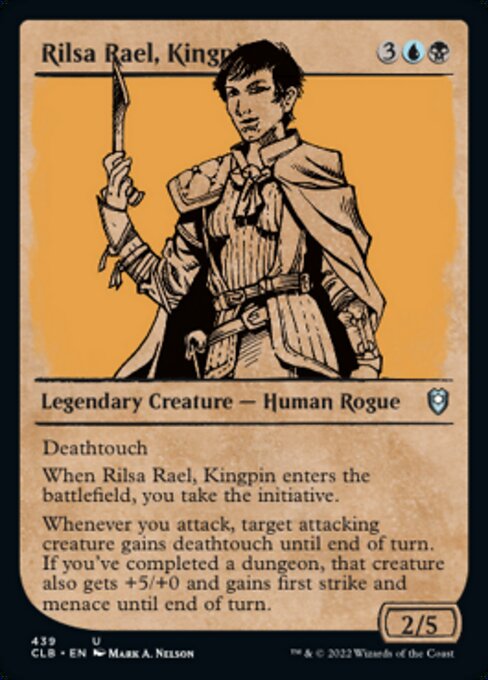 Rilsa Rael, Kingpin 3
Legendary Creature — Human Rogue
Deathtouch
When Rilsa Rael, Kingpin enters the
battlefield, you take the initiative.
Whenever you attack, target attacking
creature gains deathtouch until end of turn.
If you've completed a dungeon, that creature
also gets +5/+0 and gains first strike and
menace until end of turn.
2/5
439 U
CLB • EN Mark A. Nelson ™ & © 2022 Wizards of the Coast